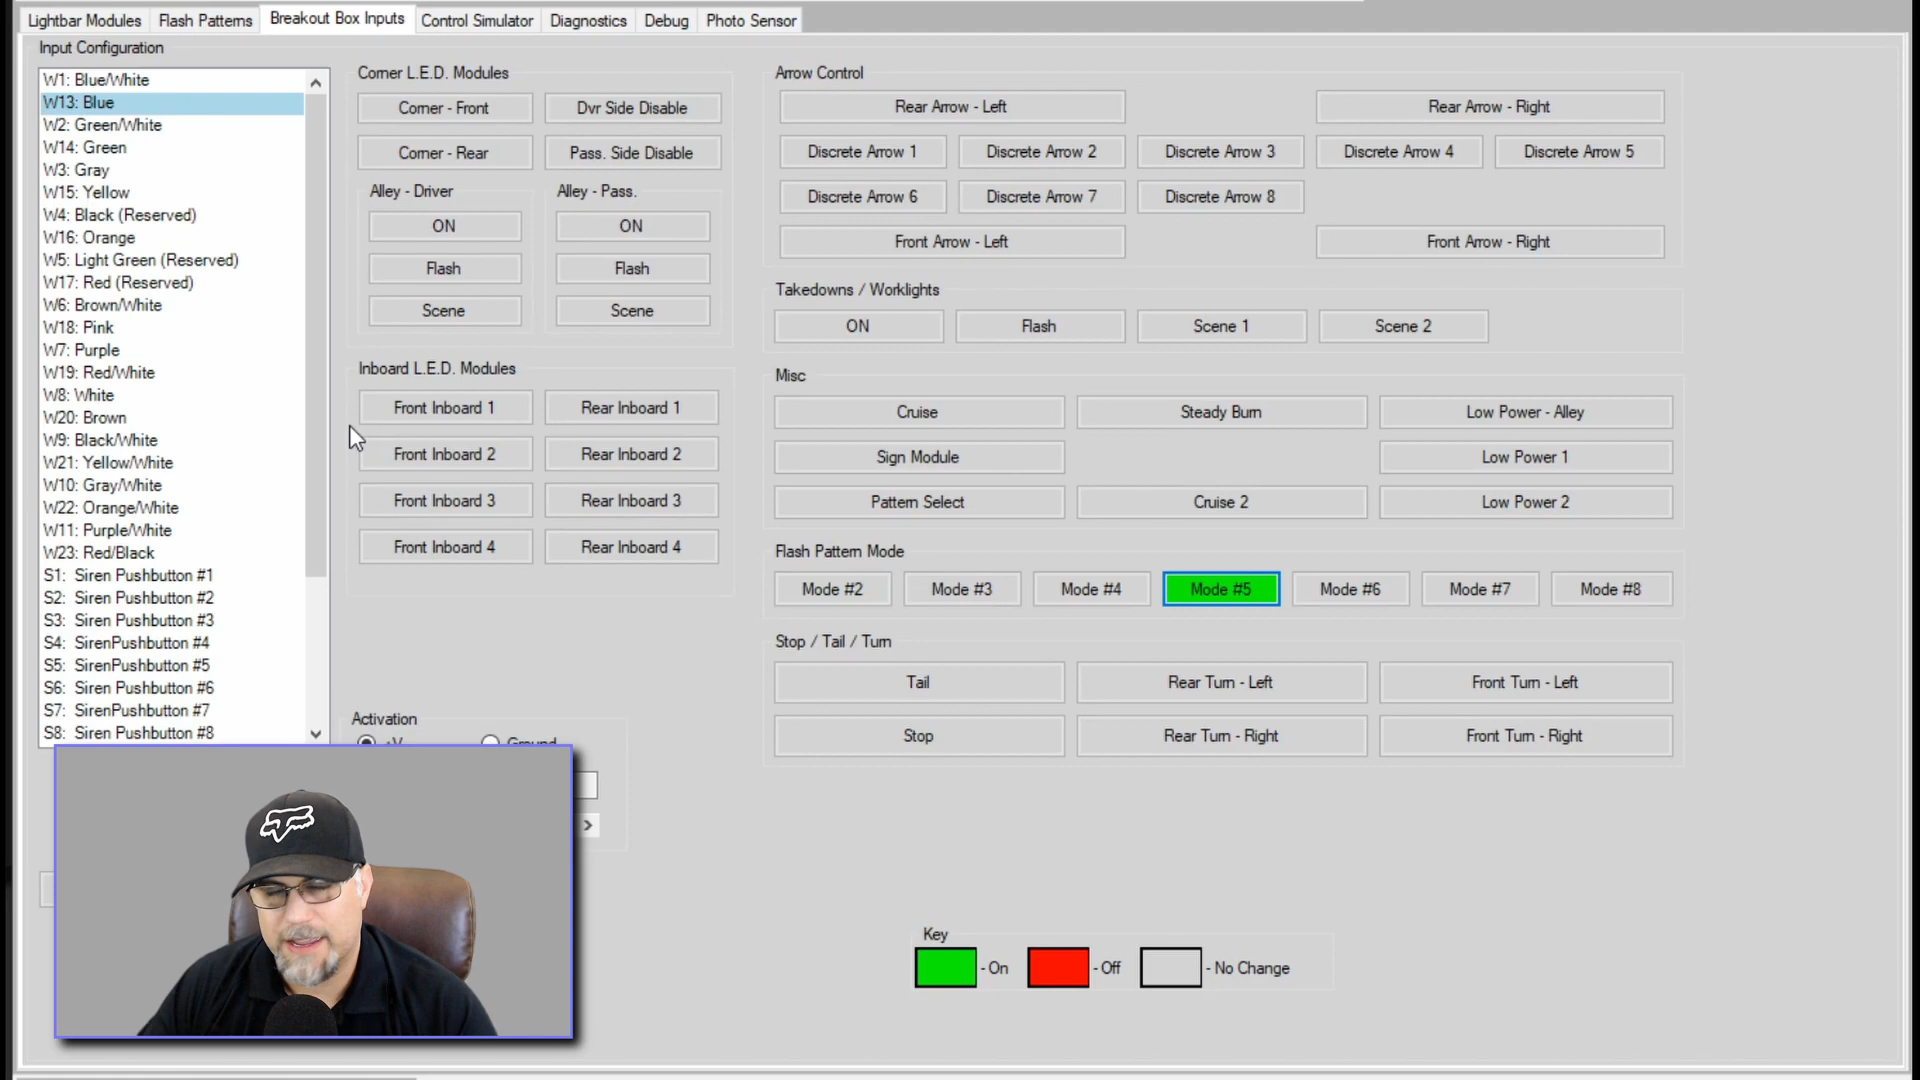 Lightbar Modules Flash Patterns Breakout Box Inputs Control Simulator Diagnostics Debug Photo Sensor
Input Configuration
W1: Blue/White
W13: Blue
W2: Green/White
W14: Green
W3: Gray
W15: Yellow
W4: Black (Reserved)
W16: Orange
W5: Light Green (Reserved)
W17: Red (Reserved)
W6: Brown/White
W18: Pink
W7: Purple
W19: Red/White
W8: White
W20: Brown
W9: Black/White
W21: Yellow/White
W10: Gray/White
W22: Orange/White
W11: Purple/White
W23: Red/Black
S1: Siren Pushbutton #1
S2: Siren Pushbutton #2
S3: Siren Pushbutton #3
S4: SirenPushbutton #4
S5: SirenPushbutton #5
S6: Siren Pushbutton #6
S7: SirenPushbutton #7
S8: Siren Pushbutton #8
Corner L.E.D. Modules
Corner - Front Dvr Side Disable
Corner - Rear Pass. Side Disable
Alley - Driver Alley - Pass.
ON ON
Flash Flash
Scene Scene
Inboard L.E.D. Modules
Front Inboard 1 Rear Inboard 1
Front Inboard 2 Rear Inboard 2
Front Inboard 3 Rear Inboard 3
Front Inboard 4 Rear Inboard 4
Activation
+V Ground
Arrow Control
Rear Arrow - Left Rear Arrow - Right
Discrete Arrow 1 Discrete Arrow 2 Discrete Arrow 3 Discrete Arrow 4 Discrete Arrow 5
Discrete Arrow 6 Discrete Arrow 7 Discrete Arrow 8
Front Arrow - Left Front Arrow - Right
Takedowns / Worklights
ON Flash Scene 1 Scene 2
Misc
Cruise Steady Burn Low Power - Alley
Sign Module Low Power 1
Pattern Select Cruise 2 Low Power 2
Flash Pattern Mode
Mode #2 Mode #3 Mode #4 Mode #5 Mode #6 Mode #7 Mode #8
Stop / Tail / Turn
Tail Rear Turn - Left Front Turn - Left
Stop Rear Turn - Right Front Turn - Right
Key
- On - Off - No Change